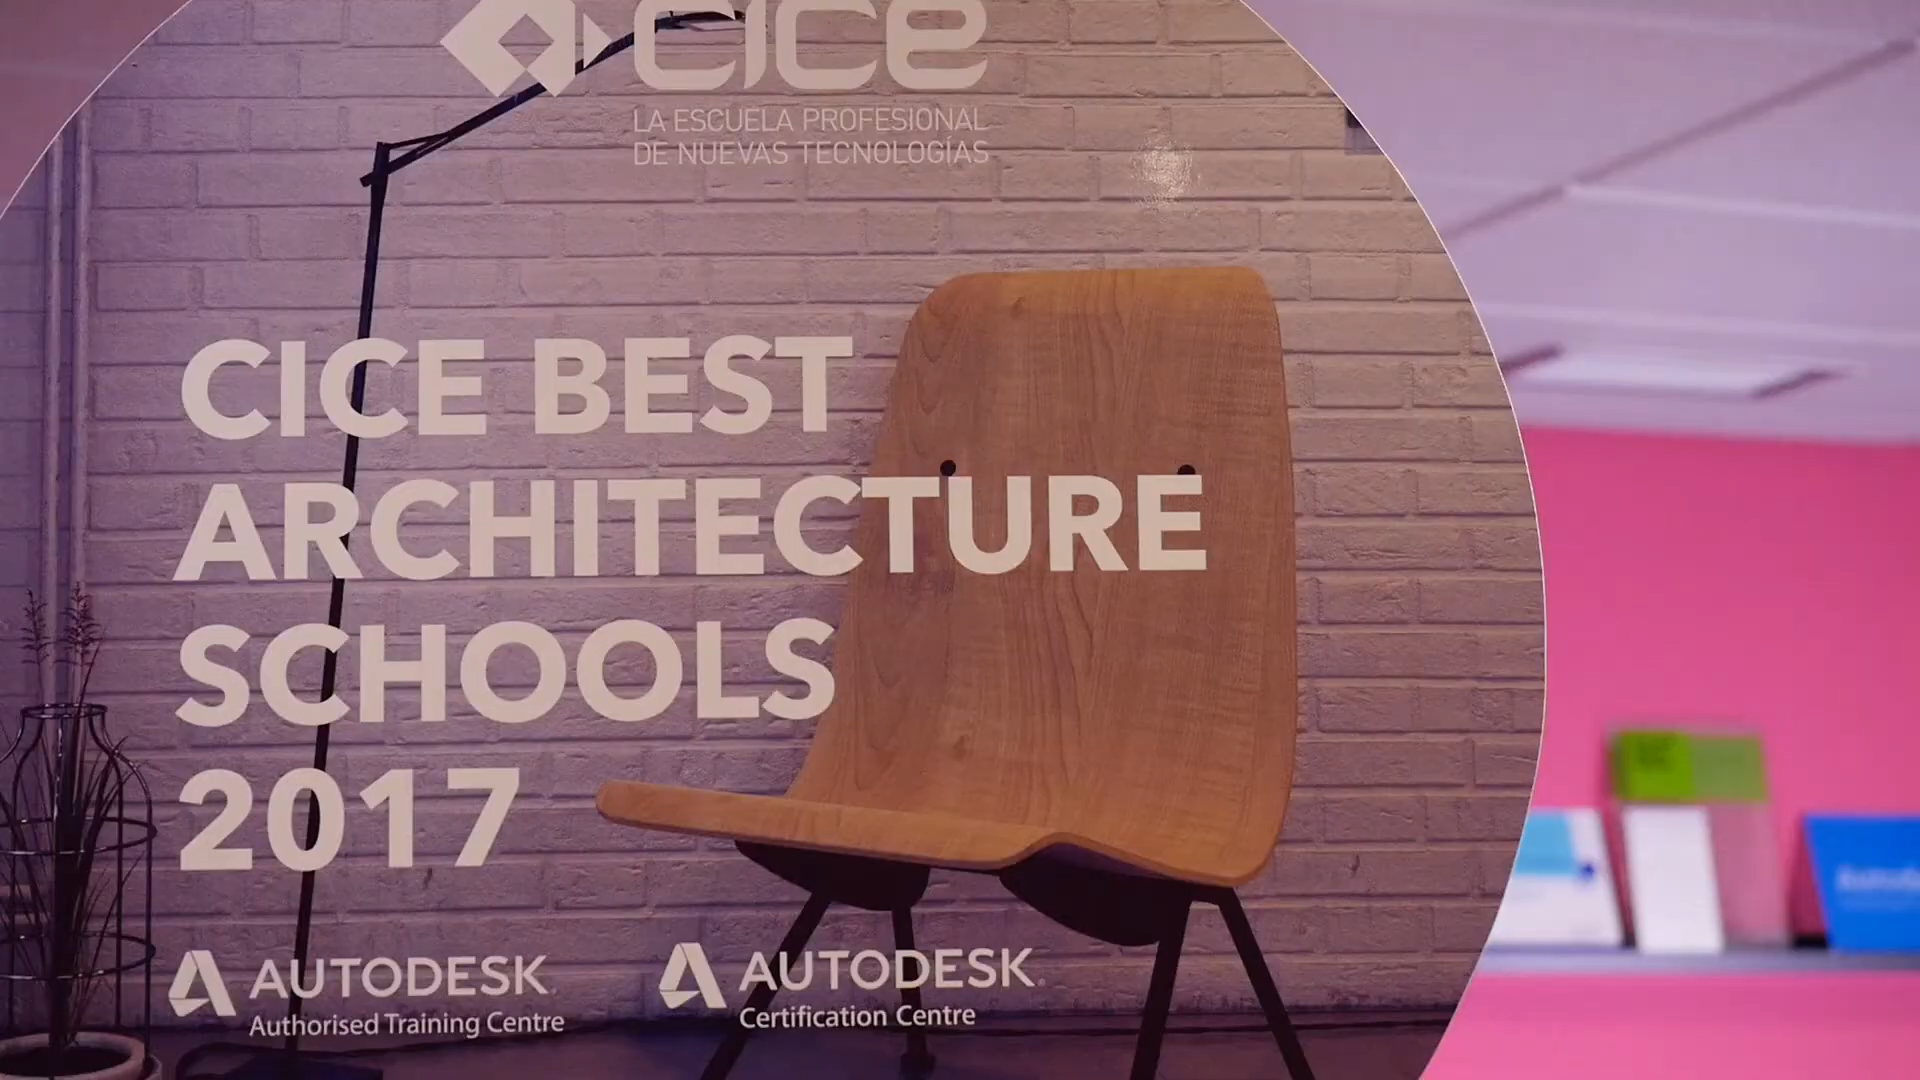 cice
LA ESCUELA PROFESIONAL
DE NUEVAS TECNOLOGÍAS
CICE BEST
ARCHITECTURE
SCHOOLS
2017
AUTODESK
Authorised Training Centre
AUTODESK
Certification Centre